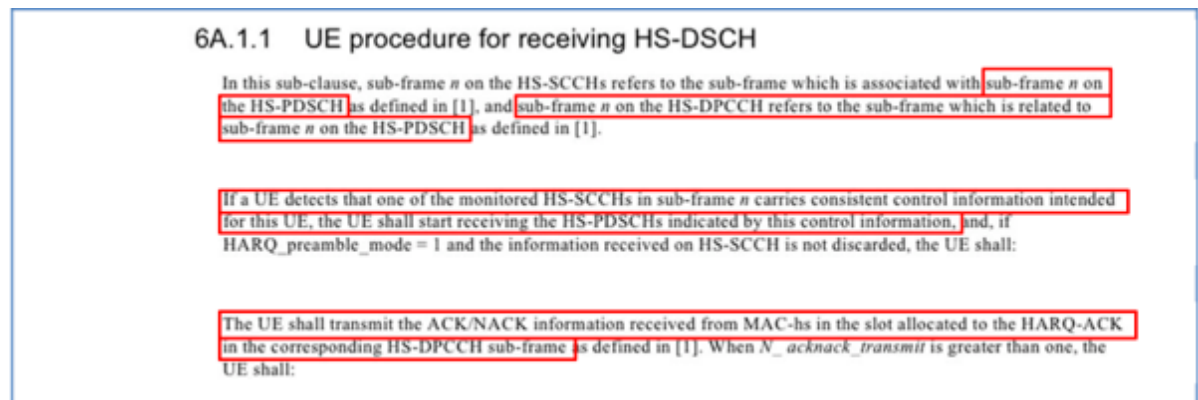 6A.1.1 UE procedure for receiving HS-DSCH
In this sub-clause, sub-frame n on the HS-SCCHs refers to the sub-frame which is associated with sub-frame n on
the HS-PDSCH as defined in [1], and sub-frame n on the HS-DPCCH refers to the sub-frame which is related to
sub-frame n on the HS-PDSCH as defined in [1].
If a UE detects that one of the monitored HS-SCCHs in sub-frame n carries consistent control information intended
for this UE, the UE shall start receiving the HS-PDSCHs indicated by this control information, and, if
HARQ_preamble_mode = 1 and the information received on HS-SCCH is not discarded, the UE shall:
The UE shall transmit the ACK/NACK information received from MAC-hs in the slot allocated to the HARQ-ACK
in the corresponding HS-DPCCH sub-frame as defined in [1]. When N_ acknack_transmit is greater than one, the
UE shall: